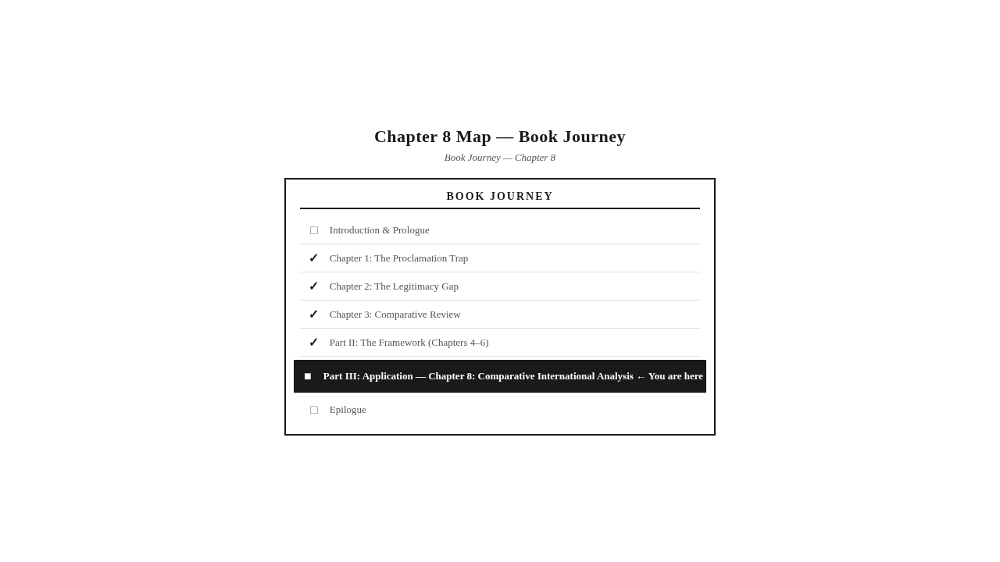 Chapter 8 Map — Book Journey
Book Journey — Chapter 8
BOOK JOURNEY
□ Introduction & Prologue
✓ Chapter 1: The Proclamation Trap
✓ Chapter 2: The Legitimacy Gap
✓ Chapter 3: Comparative Review
✓ Part II: The Framework (Chapters 4–6)
■ Part III: Application — Chapter 8: Comparative International Analysis ← You are here
□ Epilogue